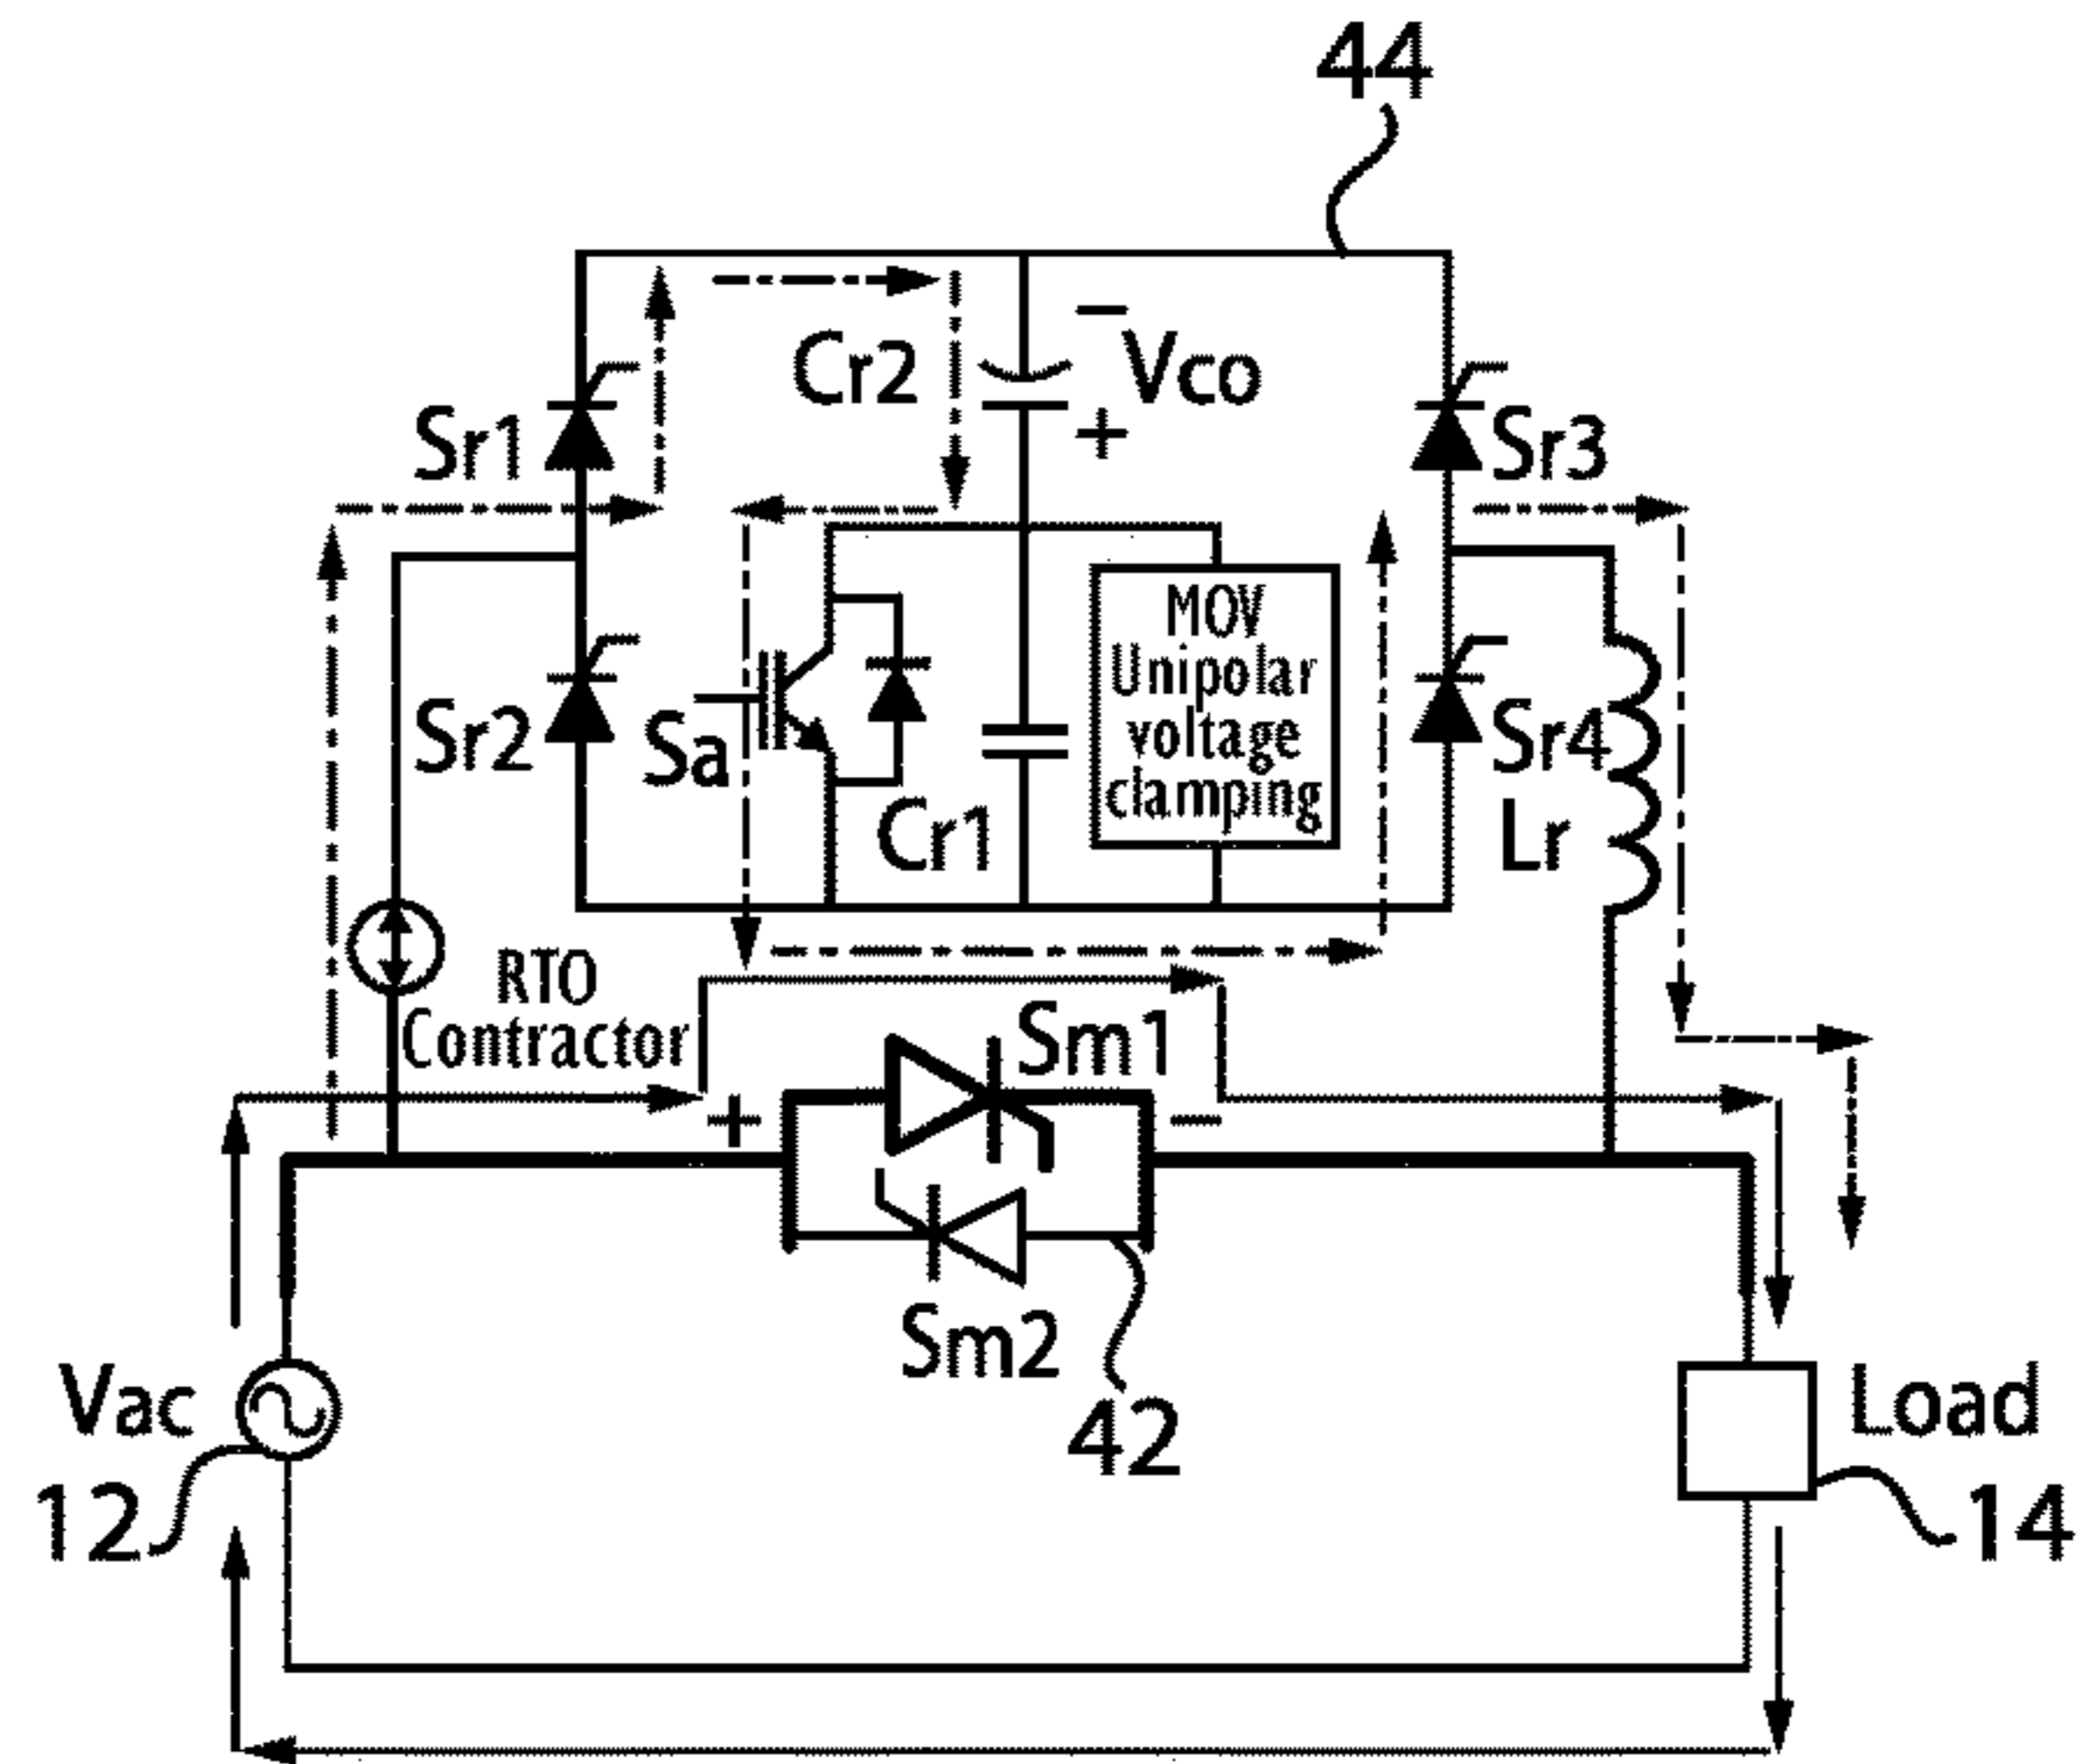 44
Cr2
−
Vco
+
Sr1
Sr3
MOV
Unipolar
voltage
clamping
Sr2
Sa
Sr4
Cr1
Lr
RTO
Contractor
Sm1
+
−
Sm2
Vac
42
Load
12
14